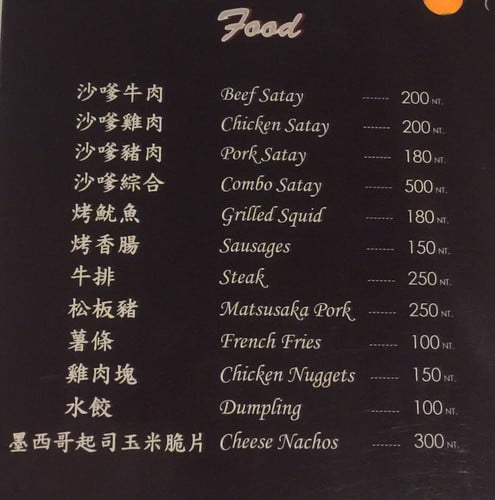 Food
沙嗲牛肉 Beef Satay ------- 200 NT.
沙嗲雞肉 Chicken Satay ------- 200 NT.
沙嗲豬肉 Pork Satay ------- 180 NT.
沙嗲綜合 Combo Satay ------- 500 NT.
烤魷魚 Grilled Squid ------- 180 NT.
烤香腸 Sausages ------- 150 NT.
牛排 Steak ------- 250 NT.
松板豬 Matsusaka Pork ------- 250 NT.
薯條 French Fries ------- 100 NT.
雞肉塊 Chicken Nuggets ------- 150 NT.
水餃 Dumpling ------- 100 NT.
墨西哥起司玉米脆片 Cheese Nachos ------- 300 NT.